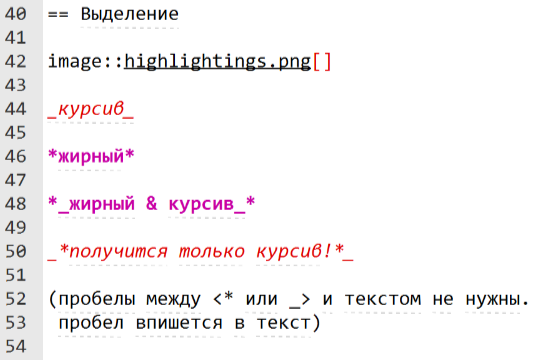 40 == Выделение
41
42 image::highlightings.png[]
43
44 _курсив_
45
46 *жирный*
47
48 *_жирный & курсив_*
49
50 _*получится только курсив!*_
51
52 (пробелы между <* или _> и текстом не нужны.
53 пробел впишется в текст)
54